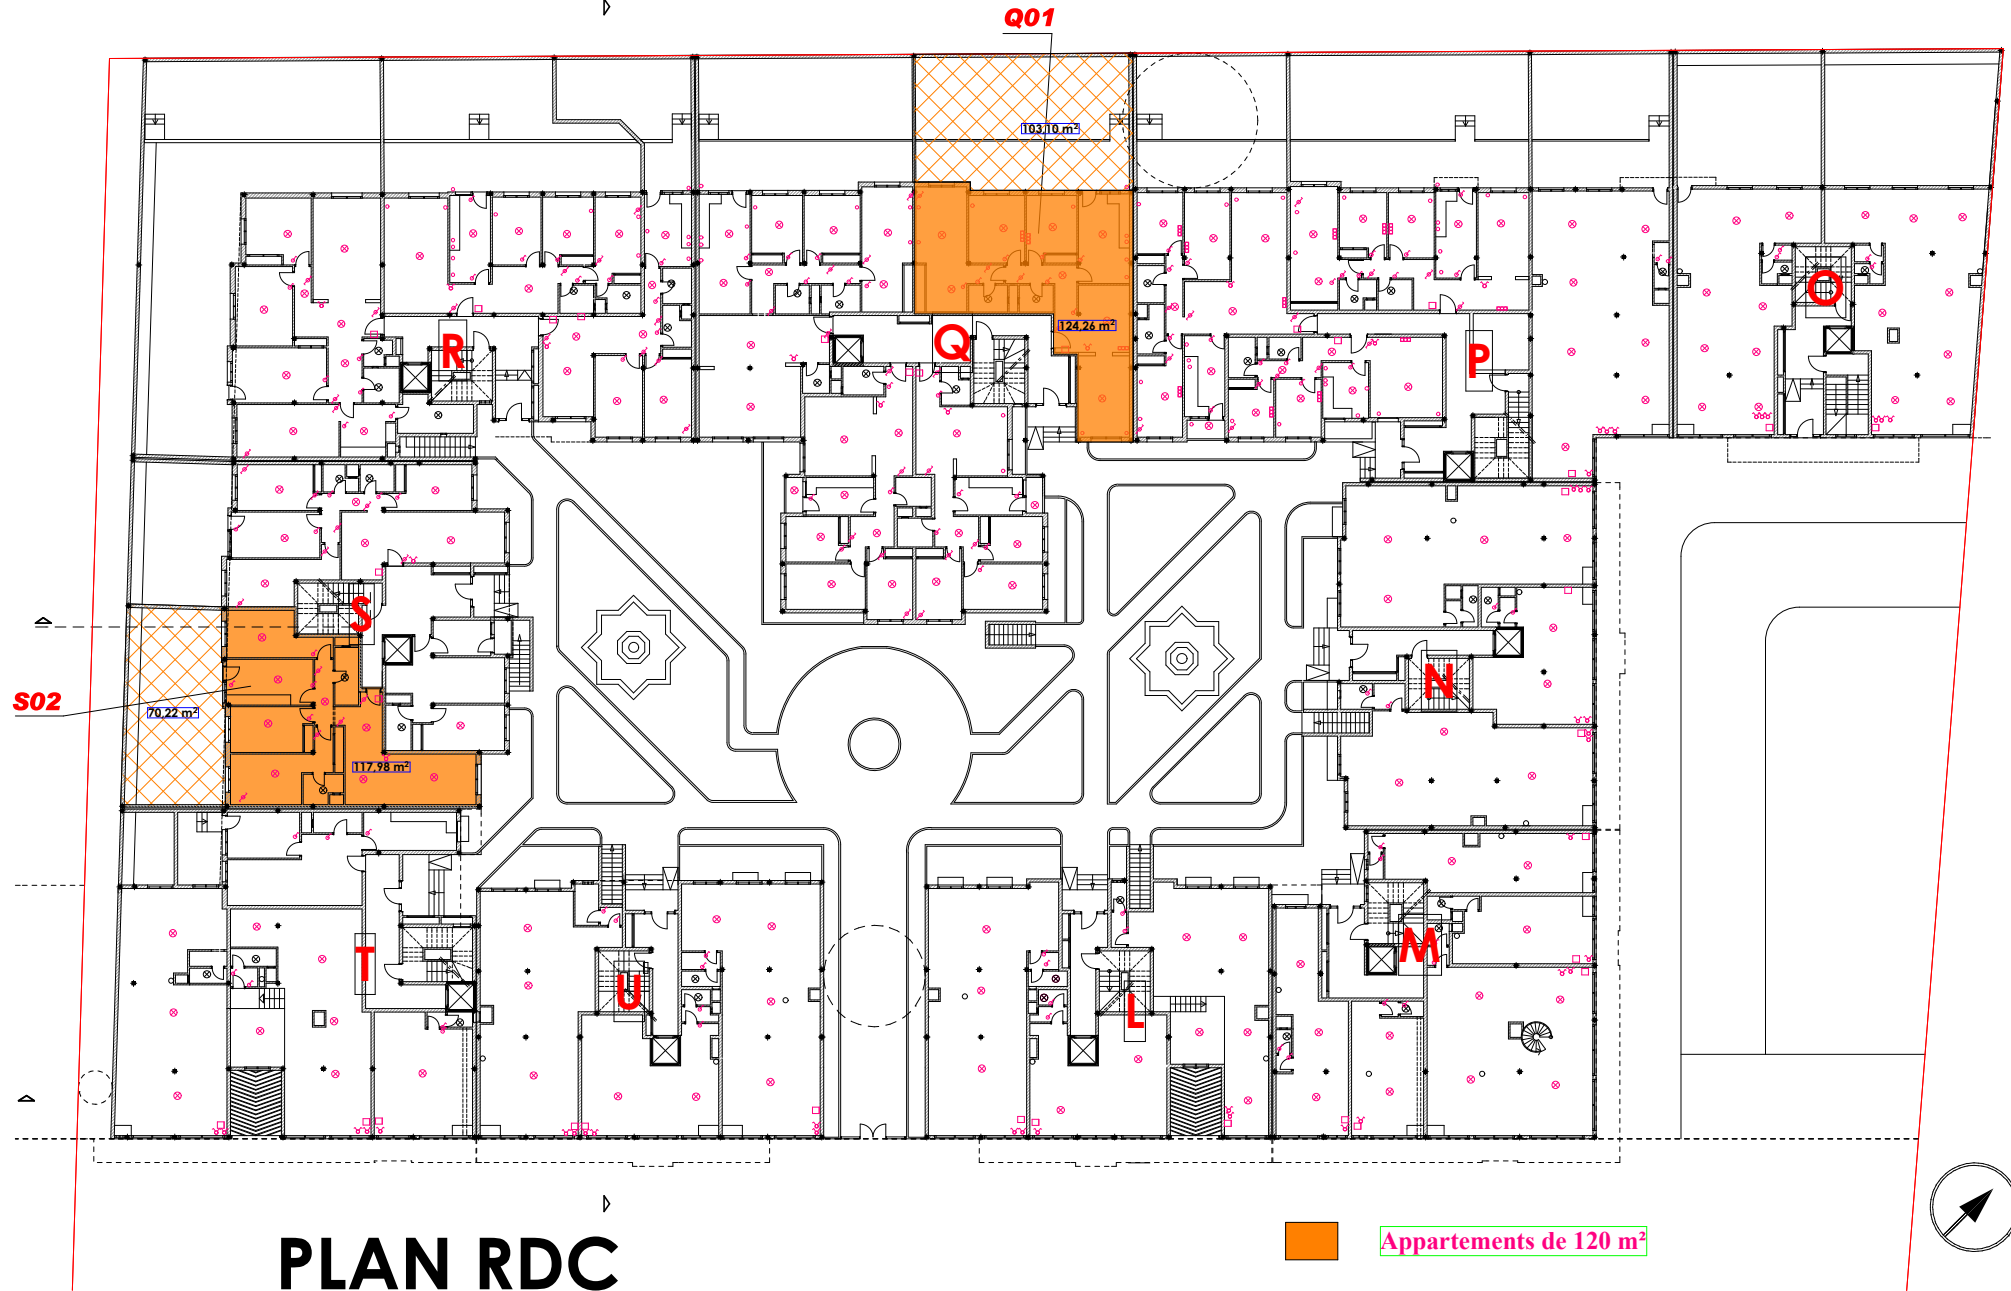 Q01
103,10 m²
O
124,26 m²
R
Q
P
S
N
S02
70,22 m²
117,98 m²
T
U
L
M
PLAN RDC
Appartements de 120 m²